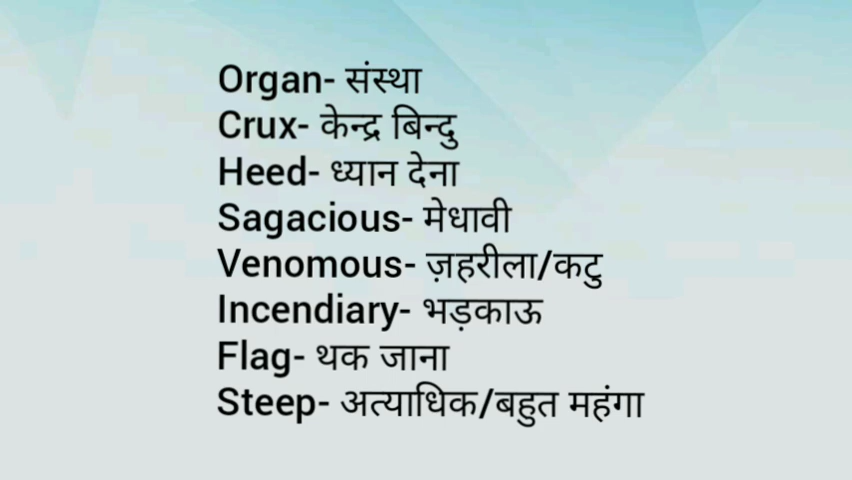 Organ- संस्था
Crux- केन्द्र बिन्दु
Heed- ध्यान देना
Sagacious- मेधावी
Venomous- ज़हरीला/कटु
Incendiary- भड़काऊ
Flag- थक जाना
Steep- अत्याधिक/बहुत महंगा